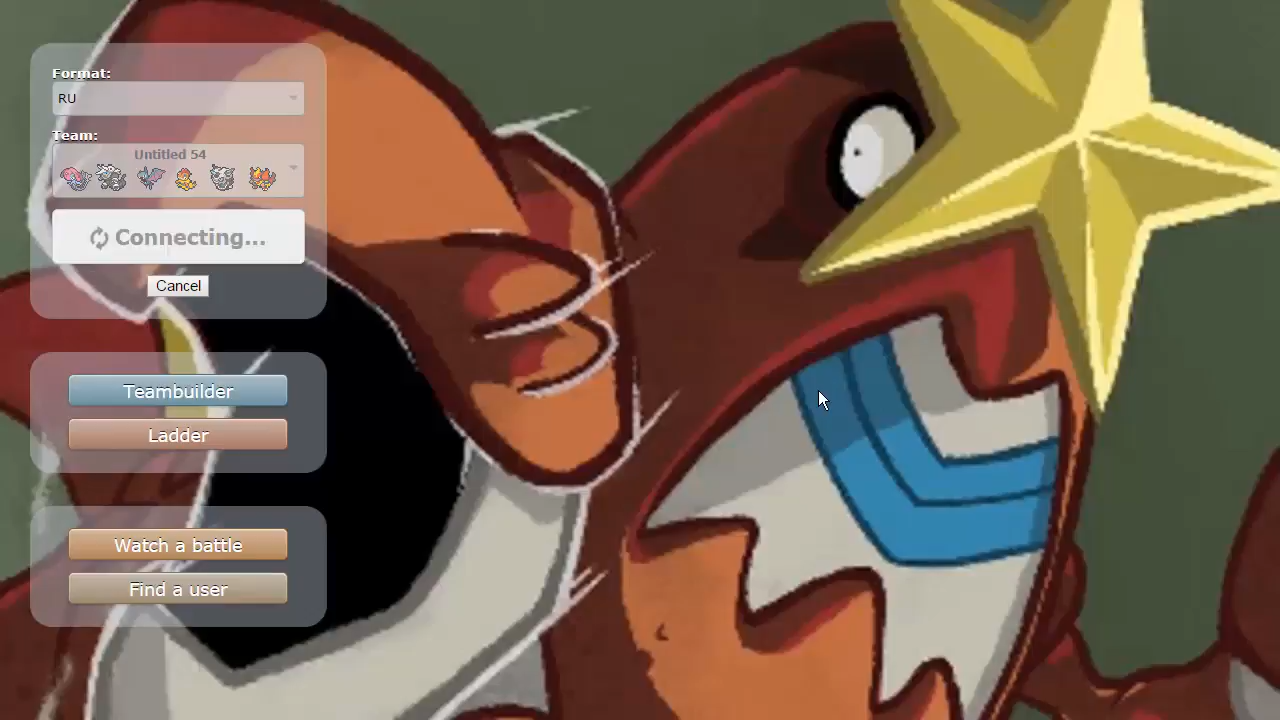 Format:
RU
Team:
Untitled 54
Connecting...
Cancel
Teambuilder
Ladder
Watch a battle
Find a user